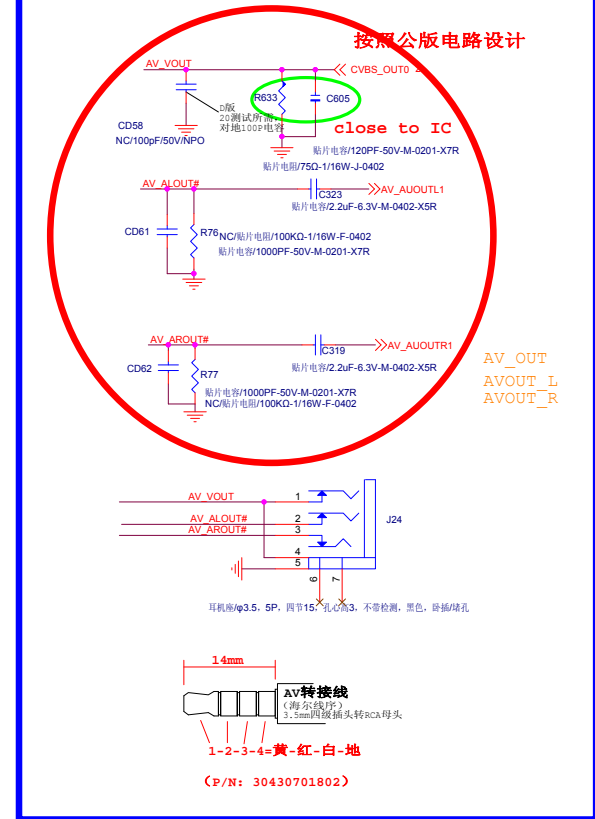 按照公版电路设计
AV_VOUT
CVBS_OUT0
R633
C605
D版
20测试所需,
对地100P电容
CD58
NC/100pF/50V/NPO
close to IC
贴片电容/120PF-50V-M-0201-X7R
贴片电阻/75Ω-1/16W-J-0402
AV_ALOUT#
C323
AV_AUOUTL1
贴片电容/2.2uF-6.3V-M-0402-X5R
CD61
R76
NC/贴片电阻/100KΩ-1/16W-F-0402
贴片电容/1000PF-50V-M-0201-X7R
AV_AROUT#
C319
AV_AUOUTR1
贴片电容/2.2uF-6.3V-M-0402-X5R
CD62
R77
贴片电容/1000PF-50V-M-0201-X7R
NC/贴片电阻/100KΩ-1/16W-F-0402
AV_OUT
AVOUT_L
AVOUT_R
AV_VOUT
1
AV_ALOUT#
2
AV_AROUT#
3
4
5
6
7
J24
耳机座/φ3.5，5P，四节15，孔心高3，不带检测，黑色，卧插/堵孔
14mm
AV转接线
(海尔线序)
3.5mm四级插头转RCA母头
1-2-3-4=黄-红-白-地
(P/N: 30430701802)